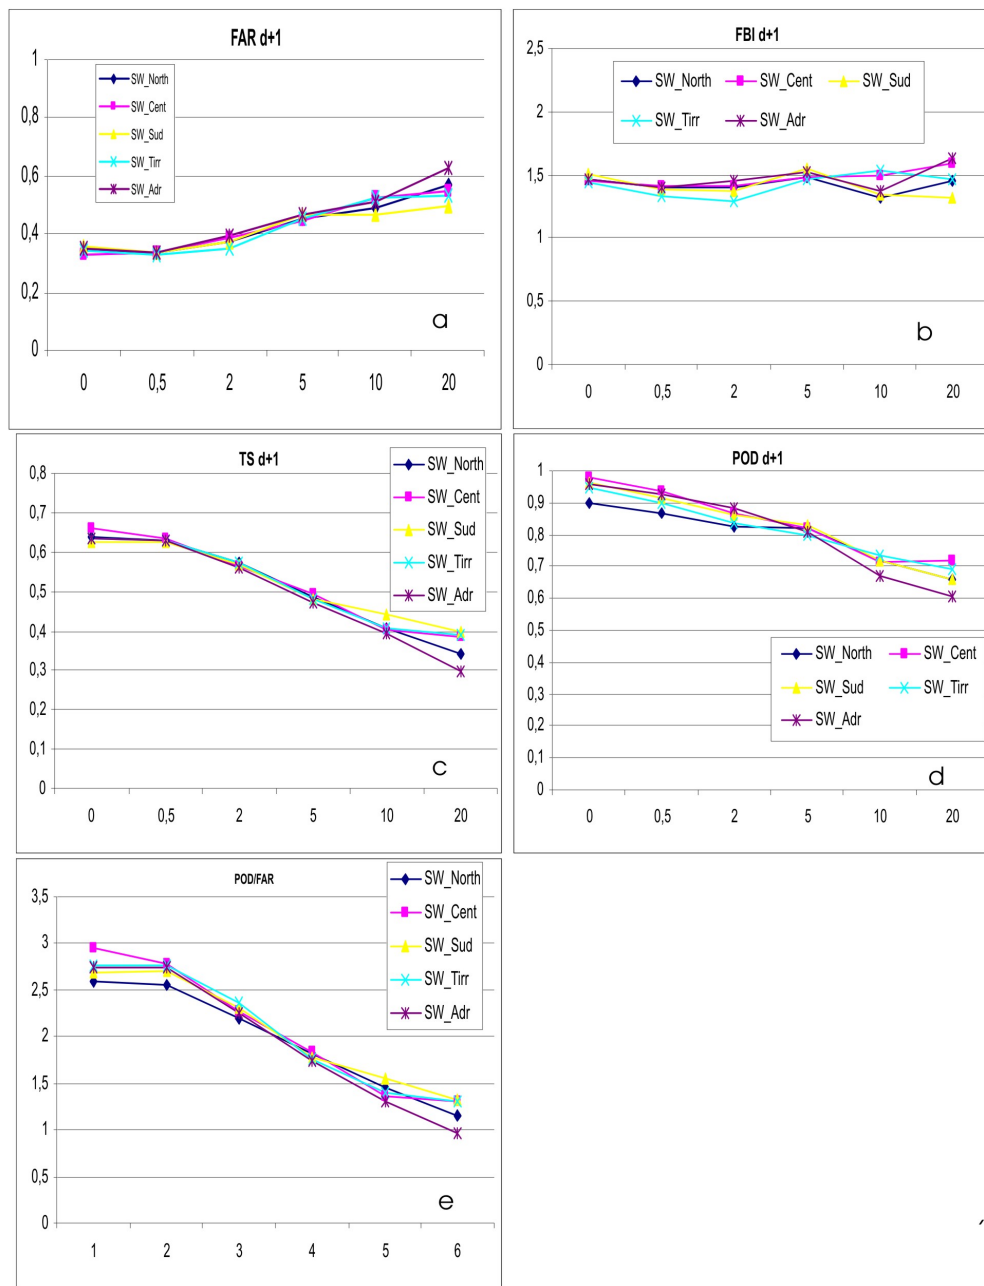 FAR d+1
1
0,8
0,6
0,4
0,2
0
SW_North
SW_Cent
SW_Sud
SW_Tirr
SW_Adr
a
0 0,5 2 5 10 20
FBI d+1
2,5
2
1,5
1
0,5
0
SW_North SW_Cent SW_Sud
SW_Tirr SW_Adr
b
0 0,5 2 5 10 20
TS d+1
0,8
0,7
0,6
0,5
0,4
0,3
0,2
0,1
0
SW_North
SW_Cent
SW_Sud
SW_Tirr
SW_Adr
c
0 0,5 2 5 10 20
POD d+1
1
0,9
0,8
0,7
0,6
0,5
0,4
0,3
0,2
0,1
0
SW_North SW_Cent
SW_Sud SW_Tirr
SW_Adr
d
0 0,5 2 5 10 20
POD/FAR
3,5
3
2,5
2
1,5
1
0,5
0
SW_North
SW_Cent
SW_Sud
SW_Tirr
SW_Adr
e
1 2 3 4 5 6